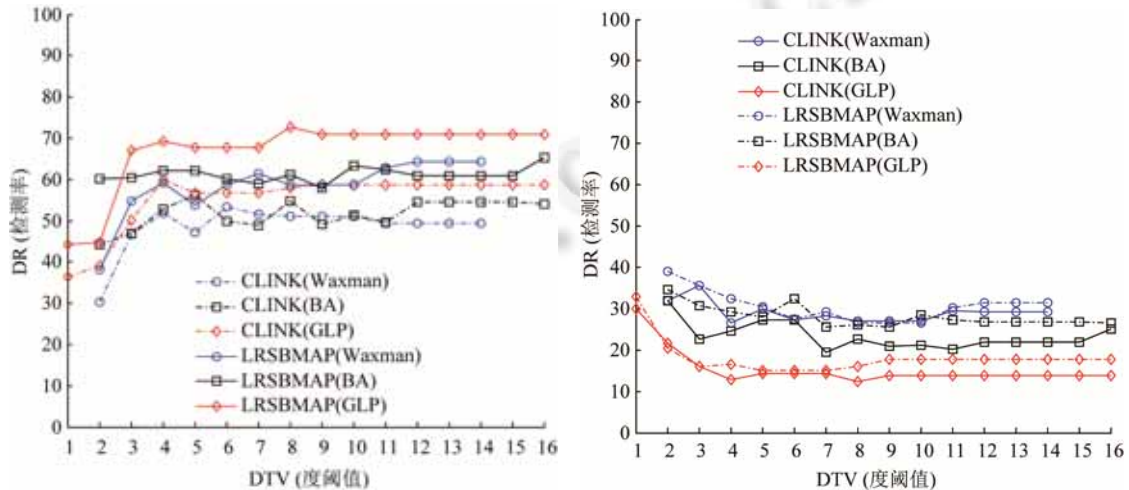 100
90
80
70
60
50
40
30
20
10
0
DR (检测率)
CLINK(Waxman)
CLINK(BA)
CLINK(GLP)
LRSBMAP(Waxman)
LRSBMAP(BA)
LRSBMAP(GLP)
1 2 3 4 5 6 7 8 9 10 11 12 13 14 15 16
DTV (度阈值)
100
90
80
70
60
50
40
30
20
10
0
DR (检测率)
CLINK(Waxman)
CLINK(BA)
CLINK(GLP)
LRSBMAP(Waxman)
LRSBMAP(BA)
LRSBMAP(GLP)
1 2 3 4 5 6 7 8 9 10 11 12 13 14 15 16
DTV (度阈值)